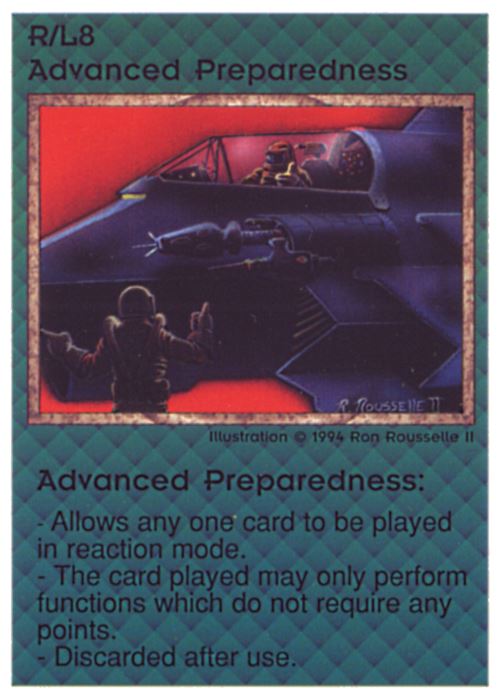 R/L8
Advanced Preparedness
R. ROUSSELLE II
Illustration © 1994 Ron Rousselle II
Advanced Preparedness:
- Allows any one card to be played
in reaction mode.
- The card played may only perform
functions which do not require any
points.
- Discarded after use.